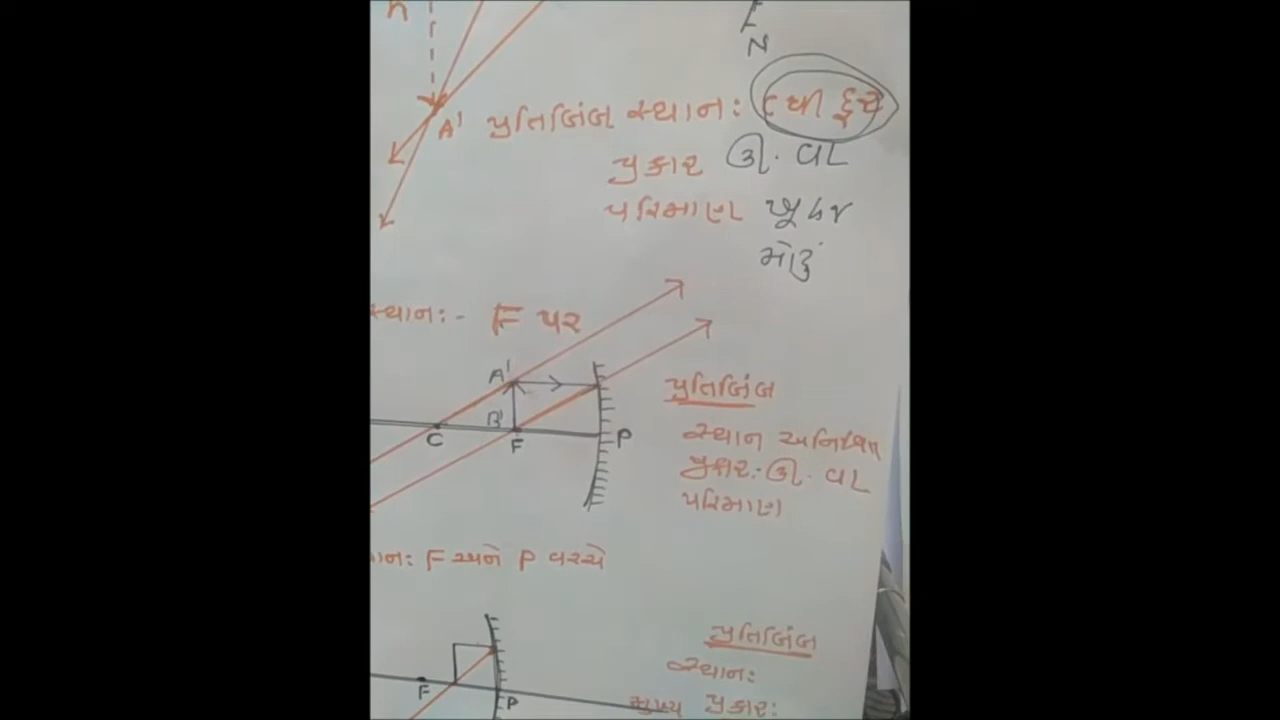 h
N
A' પ્રતિબિંબ સ્થાન: C થી દૂર
પ્રકાર ઊ. વા.
પરિમાણ ખૂબ જ
મોટું
સ્થાન:- F પર
A'
B'
C F P
પ્રતિબિંબ
સ્થાન અનિશ્ચિત
પ્રકાર: ઊ. વા.
પરિમાણ
F અને P વચ્ચે
પ્રતિબિંબ
સ્થાન:
F P
મુખ્ય પ્રકાર: